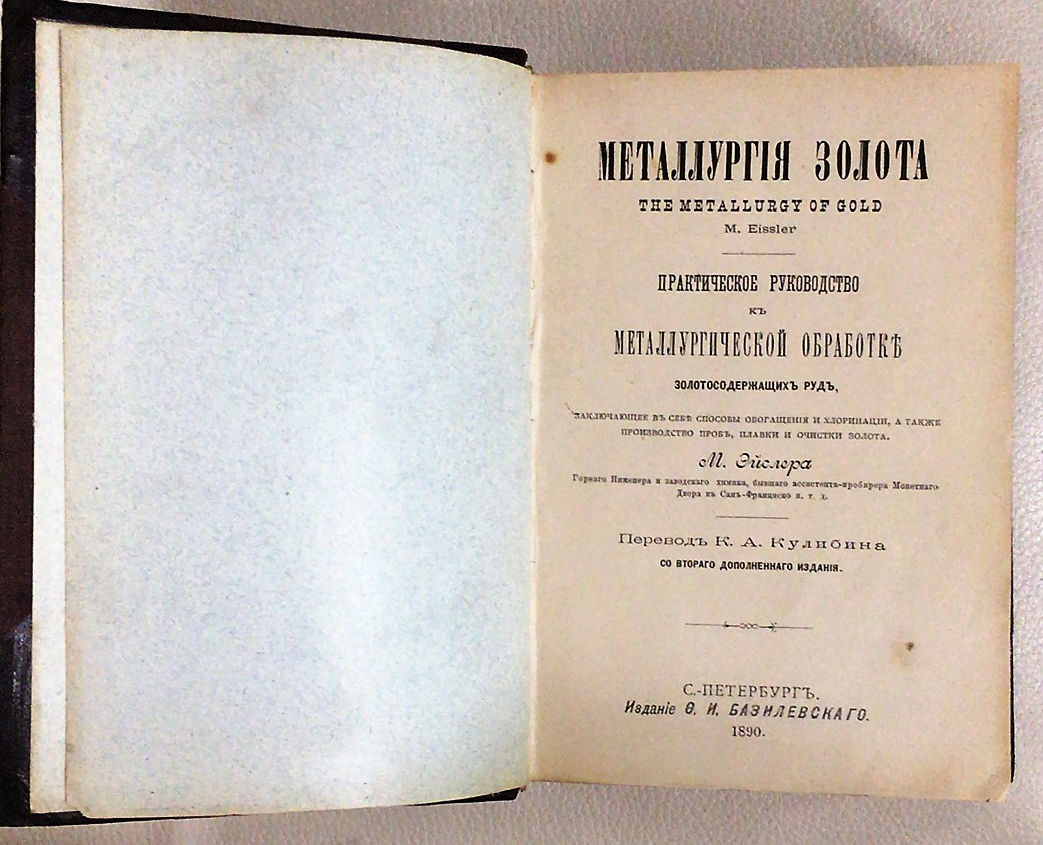 МЕТАЛЛУРГІЯ ЗОЛОТА
THE METALLURGY OF GOLD
M. Eissler
ПРАКТИЧЕСКОЕ РУКОВОДСТВО
КЪ
МЕТАЛЛУРГИЧЕСКОЙ ОБРАБОТКѢ
ЗОЛОТОСОДЕРЖАЩИХЪ РУДЪ,
ЗАКЛЮЧАЮЩЕЕ ВЪ СЕБѢ СПОСОБЫ ОБОГАЩЕНІЯ И ХЛОРИНАЦІИ, А ТАКЖЕ
ПРОИЗВОДСТВО ПРОБЪ, ПЛАВКИ И ОЧИСТКИ ЗОЛОТА.
М. Эйслера
Горнаго Инженера и заводскаго химика, бывшаго ассистента-пробирера Монетнаго
Двора въ Санъ-Франциско и. т. д.
Переводъ К. А. Кулибина
СО ВТОРАГО ДОПОЛНЕННАГО ИЗДАНІЯ.
С.-ПЕТЕРБУРГЪ.
Изданіе Ѳ. И. БАЗИЛЕВСКАГО.
1890.